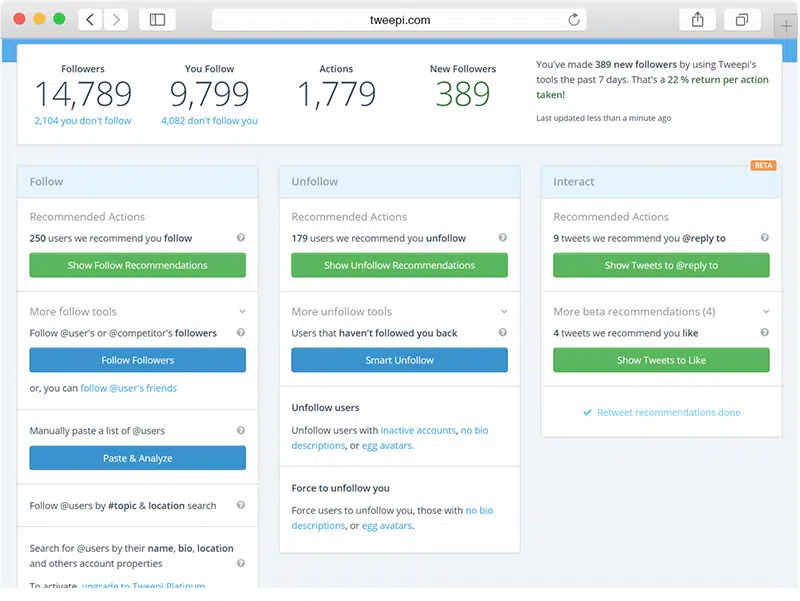 tweepi.com
Followers
14,789
2,104 you don't follow
You Follow
9,799
4,082 don't follow you
Actions
1,779
New Followers
389
You've made 389 new followers by using Tweepi's
tools the past 7 days. That's a 22 % return per action
taken!
Last updated less than a minute ago
Follow
Recommended Actions
250 users we recommend you follow
Show Follow Recommendations
More follow tools
Follow @user's or @competitor's followers
Follow Followers
or, you can follow @user's friends
Manually paste a list of @users
Paste & Analyze
Follow @users by #topic & location search
Search for @users by their name, bio, location
and others account properties
To activate, upgrade to Tweepi Platinum
Unfollow
Recommended Actions
179 users we recommend you unfollow
Show Unfollow Recommendations
More unfollow tools
Users that haven't followed you back
Smart Unfollow
Unfollow users
Unfollow users with inactive accounts, no bio
descriptions, or egg avatars.
Force to unfollow you
Force users to unfollow you, those with no bio
descriptions, or egg avatars.
BETA
Interact
Recommended Actions
9 tweets we recommend you @reply to
Show Tweets to @reply to
More beta recommendations (4)
4 tweets we recommend you like
Show Tweets to Like
Retweet recommendations done